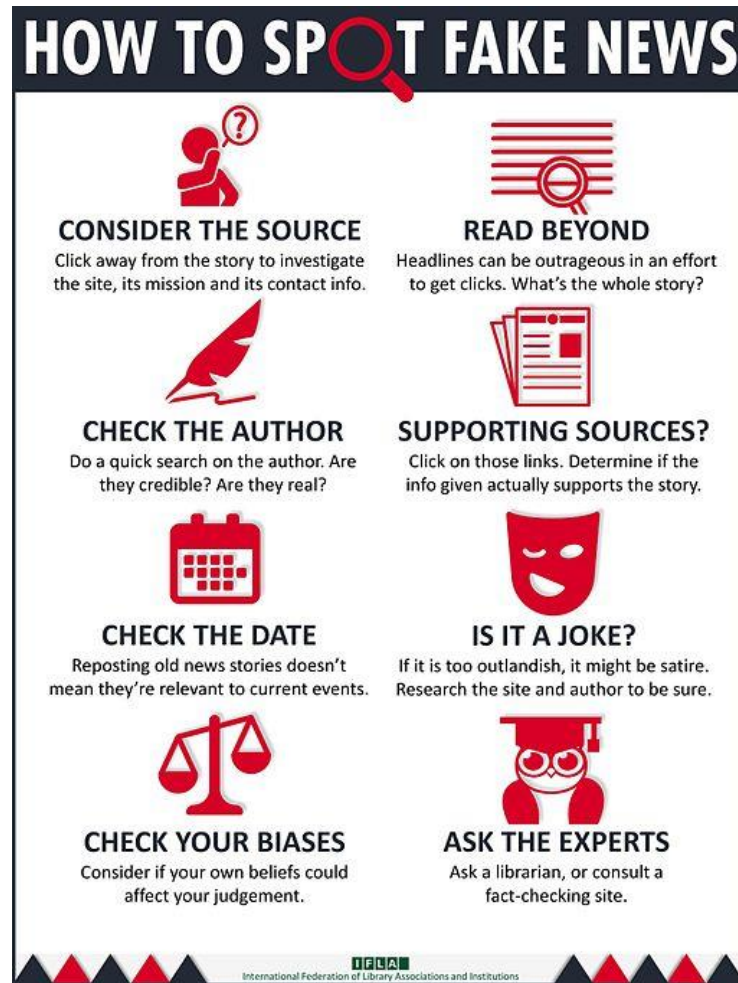 HOW TO SPOT FAKE NEWS
?
CONSIDER THE SOURCE
Click away from the story to investigate
the site, its mission and its contact info.
READ BEYOND
Headlines can be outrageous in an effort
to get clicks. What's the whole story?
CHECK THE AUTHOR
Do a quick search on the author. Are
they credible? Are they real?
SUPPORTING SOURCES?
Click on those links. Determine if the
info given actually supports the story.
CHECK THE DATE
Reposting old news stories doesn't
mean they're relevant to current events.
IS IT A JOKE?
If it is too outlandish, it might be satire.
Research the site and author to be sure.
CHECK YOUR BIASES
Consider if your own beliefs could
affect your judgement.
ASK THE EXPERTS
Ask a librarian, or consult a
fact-checking site.
IFLA
International Federation of Library Associations and Institutions